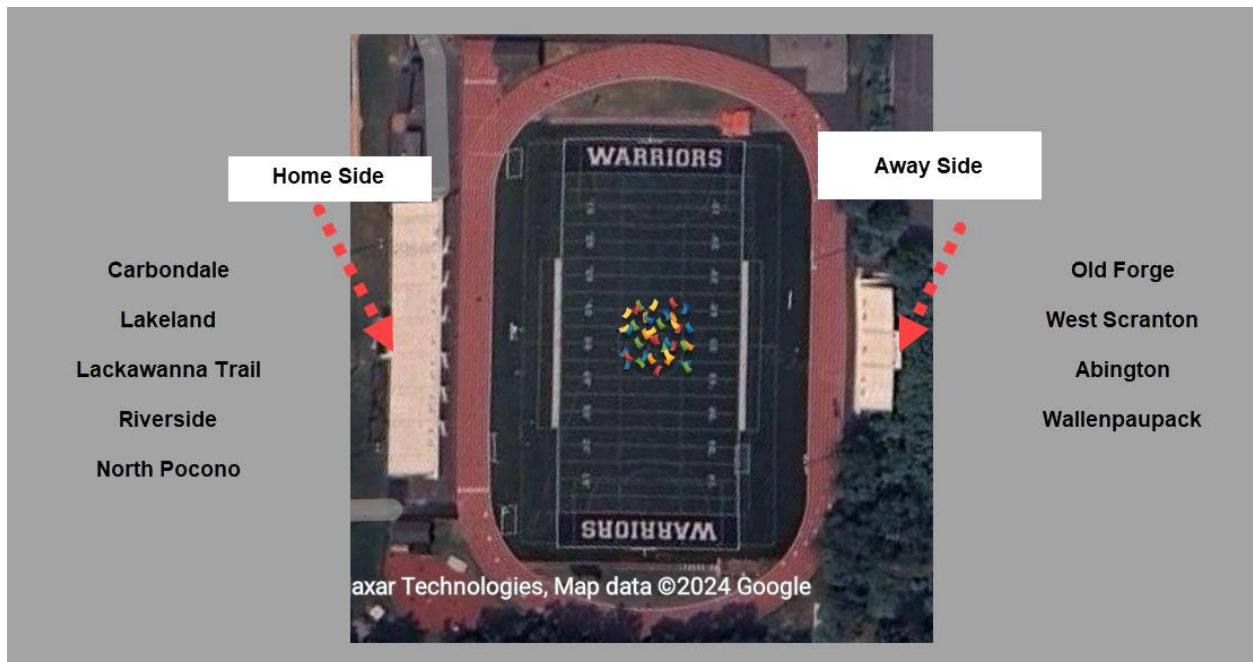 WARRIORS
Home Side
Away Side
Carbondale
Lakeland
Lackawanna Trail
Riverside
North Pocono
Old Forge
West Scranton
Abington
Wallenpaupack
WARRIORS
axar Technologies, Map data ©2024 Google